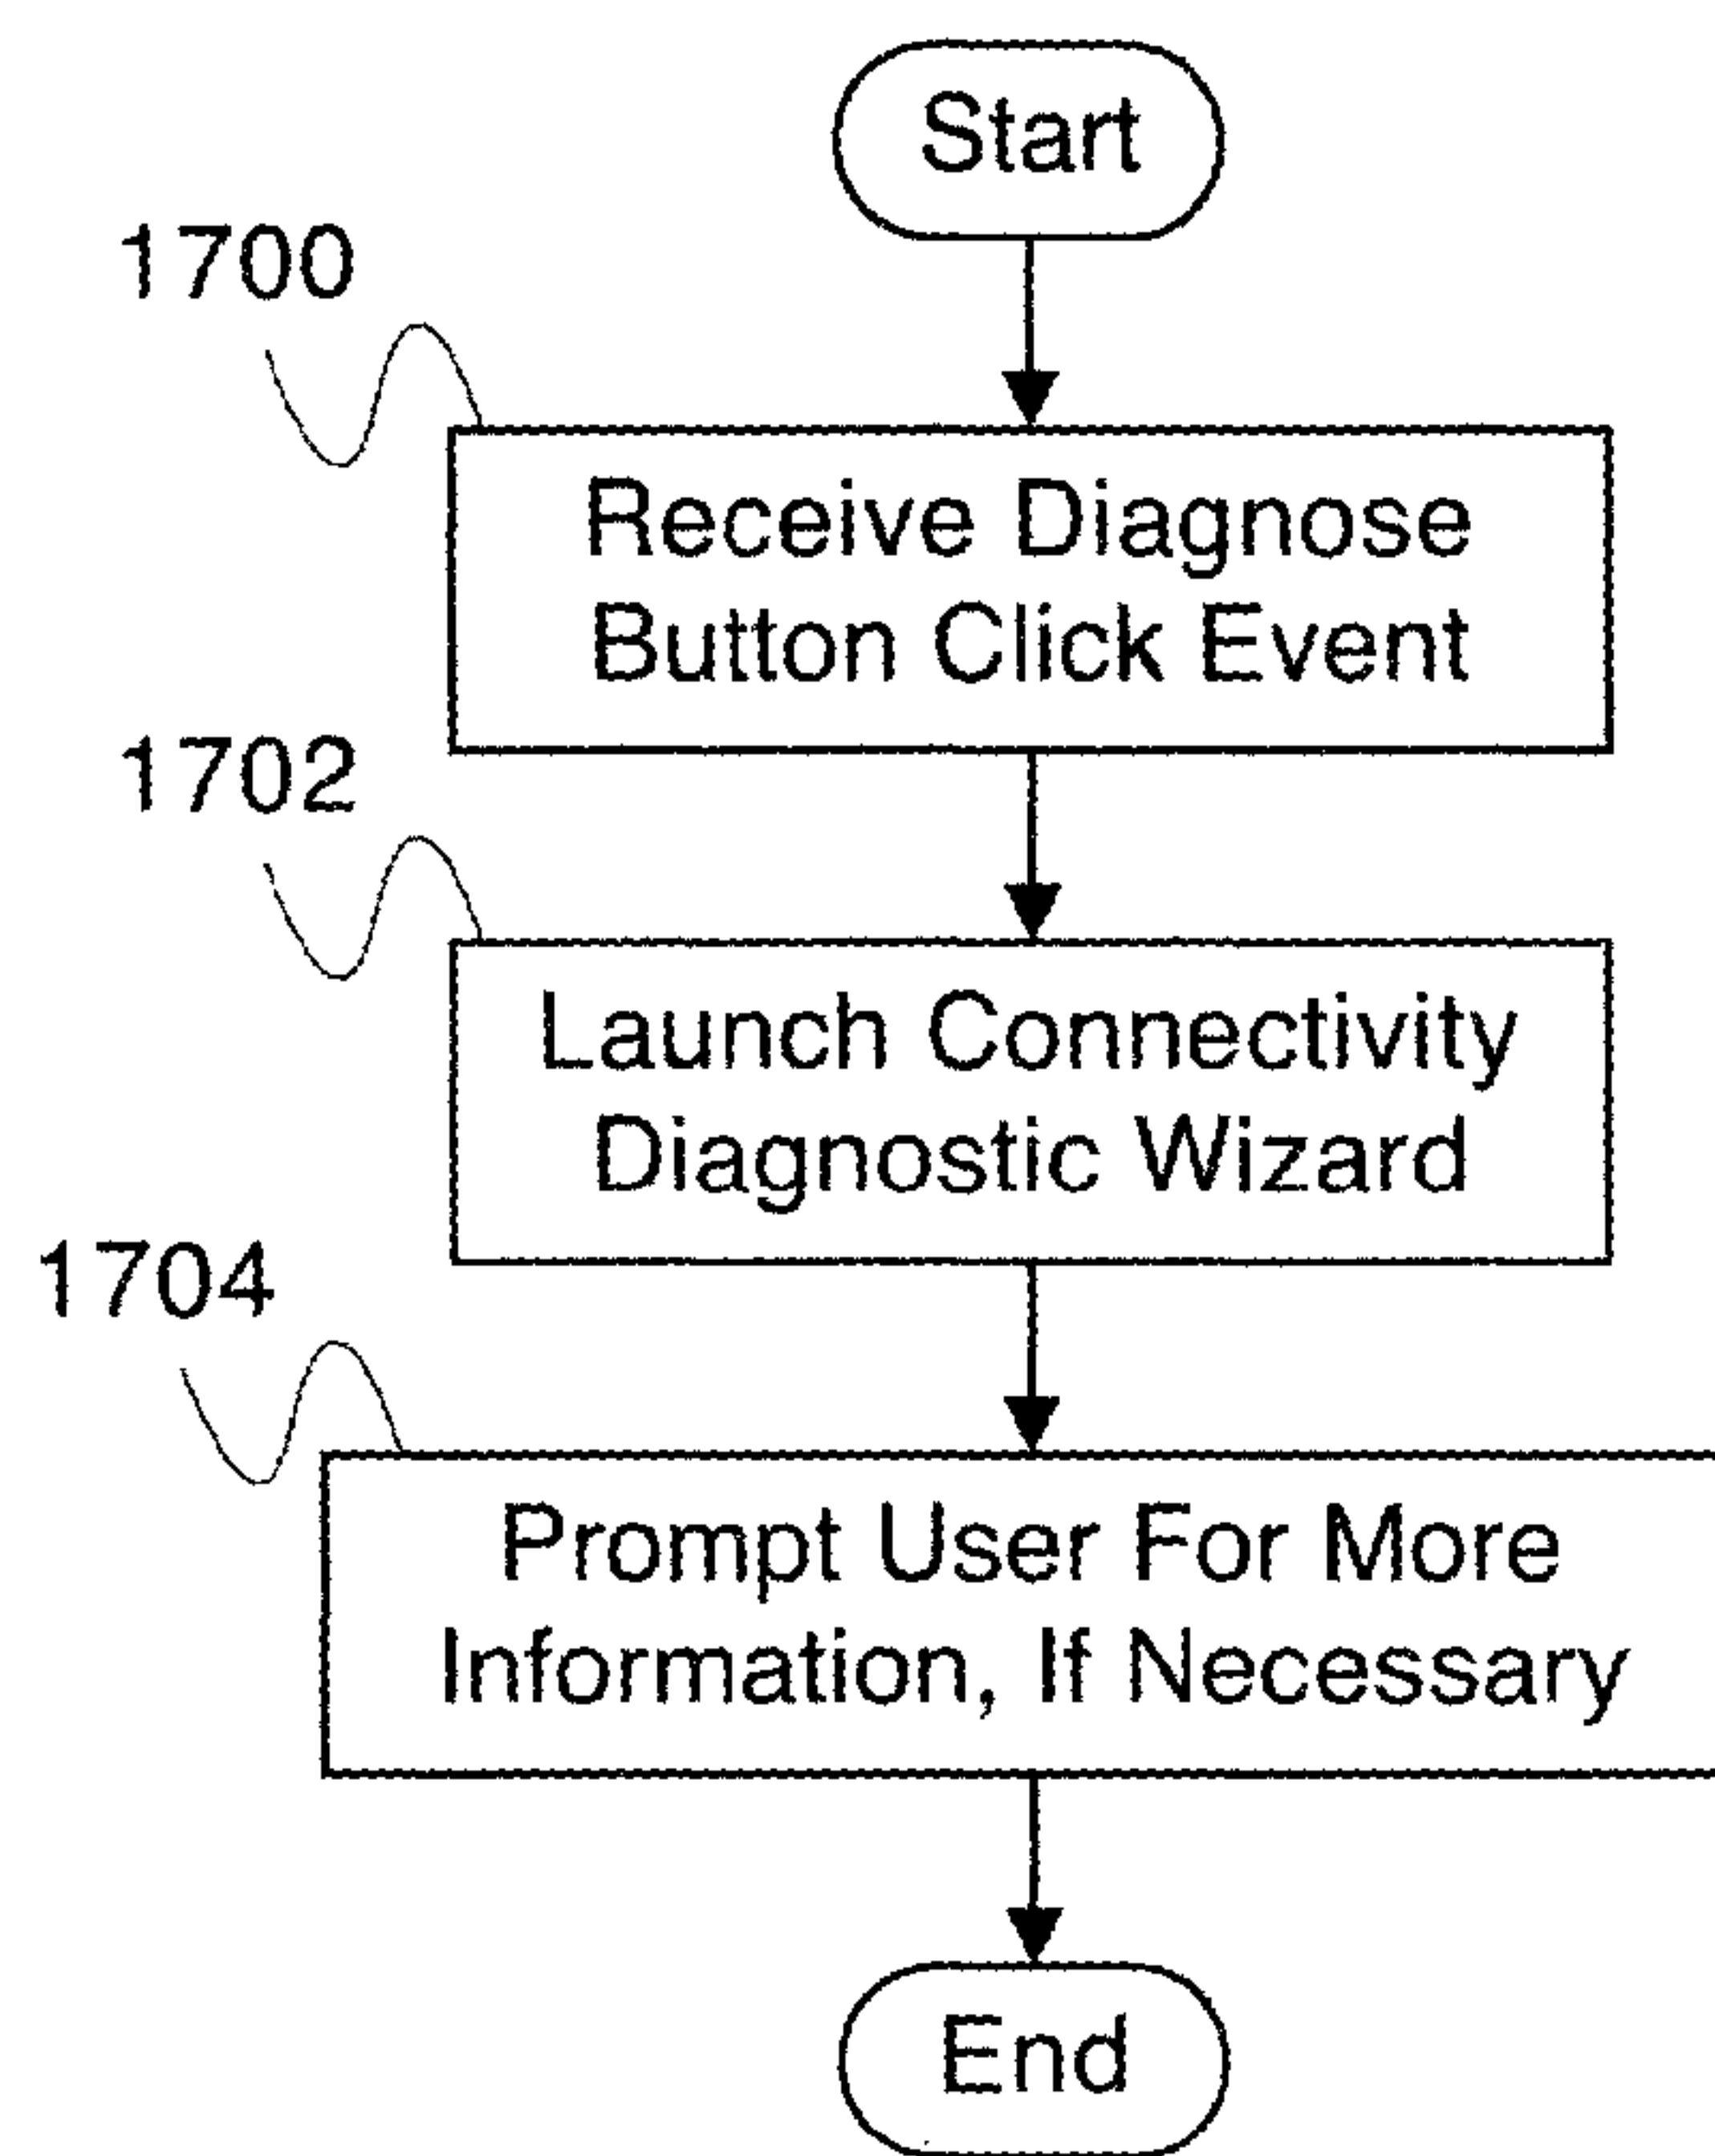 Start
1700
Receive Diagnose
Button Click Event
1702
Launch Connectivity
Diagnostic Wizard
1704
Prompt User For More
Information, If Necessary
End